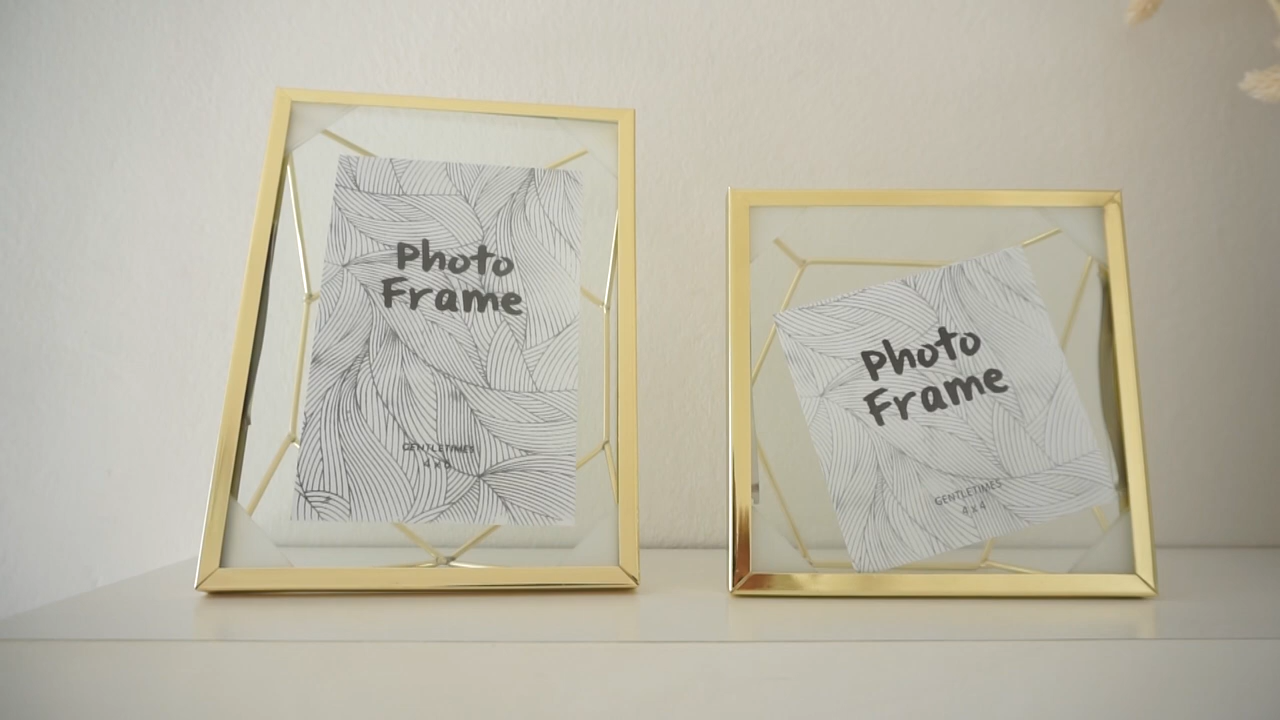 Photo
Frame
GENTLETIMES
4 x 6
Photo
Frame
GENTLETIMES
4 x 4